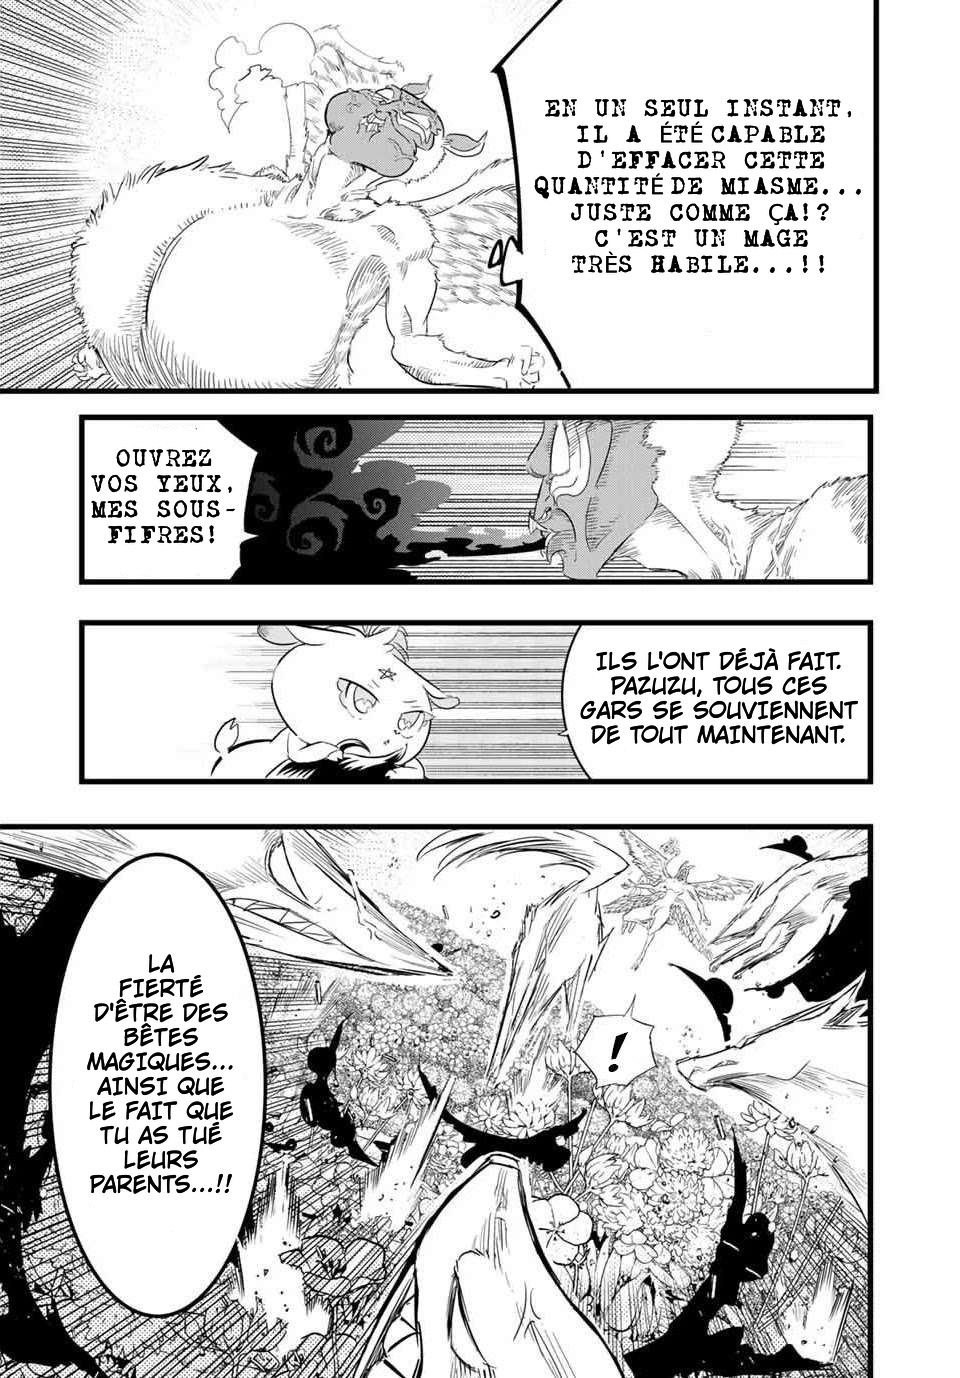 EN UN SEUL INSTANT,
IL A ÉTÉ CAPABLE
D'EFFACER CETTE
QUANTITÉ DE MIASME...
JUSTE COMME ÇA!?
C'EST UN MAGE
TRÈS HABILE...!!
OUVREZ
VOS YEUX,
MES SOUS-
FIFRES!
ILS L'ONT DÉJÀ FAIT.
PAZUZU, TOUS CES
GARS SE SOUVIENNENT
DE TOUT MAINTENANT.
!
LA
FIERTÉ
D'ÊTRE DES
BÊTES
MAGIQUES...
AINSI QUE
LE FAIT QUE
TU AS TUÉ
LEURS
PARENTS...!!